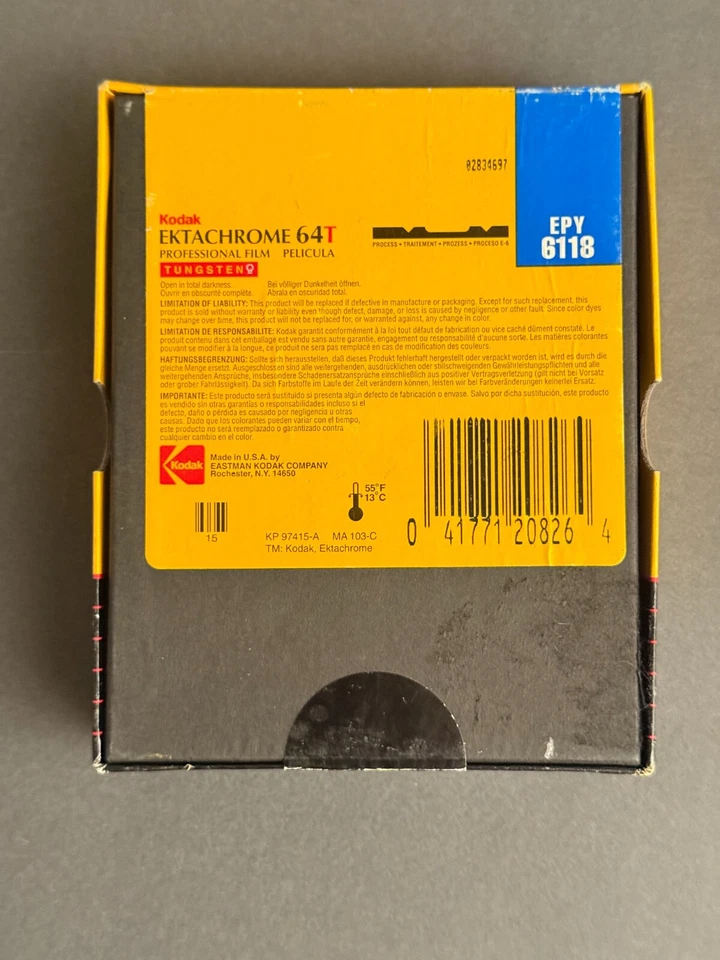 02834697
EPY
6118
Kodak
EKTACHROME 64T
PROFESSIONAL FILM PELICULA
TUNGSTEN
PROCESS • TRAITEMENT • PROZESS • PROCESO E-6
Open in total darkness. Bei völliger Dunkelheit öffnen.
Ouvrir en obscurité complète. Abrala en oscuridad total.
LIMITATION OF LIABILITY: This product will be replaced if defective in manufacture or packaging. Except for such replacement, this
product is sold without warranty or liability even though defect, damage, or loss is caused by negligence or other fault. Since color dyes
may change over time, this product will not be replaced for, or warranted against, any change in color.
LIMITATION DE RESPONSABILITE: Kodak garantit conformément à la loi tout défaut de fabrication ou vice caché dûment constaté. Le
produit contenu dans cet emballage est vendu sans autre garantie, engagement ou responsabilité d'aucune sorte. Les matières colorantes
pouvant se modifier à la longue, ce produit ne sera pas remplacé en cas de modification des couleurs.
HAFTUNGSBEGRENZUNG: Sollte sich herausstellen, daß dieses Produkt fehlerhaft hergestellt oder verpackt worden ist, wird es durch die
gleiche Menge ersetzt. Ausgeschlossen sind alle weitergehenden, ausdrücklichen oder stillschweigenden Gewährleistungspflichten und alle
weitergehenden Ansprüche, insbesondere Schadenersatzansprüche einschließlich aus positiver Vertragsverletzung (gilt nicht bei Vorsatz
oder grober Fahrlässigkeit). Da sich Farbstoffe im Laufe der Zeit verändern können, leisten wir bei Farbveränderungen keinerlei Ersatz.
IMPORTANTE: Este producto será sustituido si presenta algún defecto de fabricación o envase. Salvo por dicha sustitución, este producto
es vendido sin otras garantías o responsabilidades incluso si el
defecto, daño o pérdida es causado por negligencia u otras
causas. Dado que los colorantes pueden variar con el tiempo,
este producto no será reemplazado o garantizado contra
cualquier cambio en el color.
Kodak
Made in U.S.A. by
EASTMAN KODAK COMPANY
Rochester, N.Y. 14650
55°F
13°C
15
KP 97415-A MA 103-C
TM: Kodak, Ektachrome
0 41771 20826 4